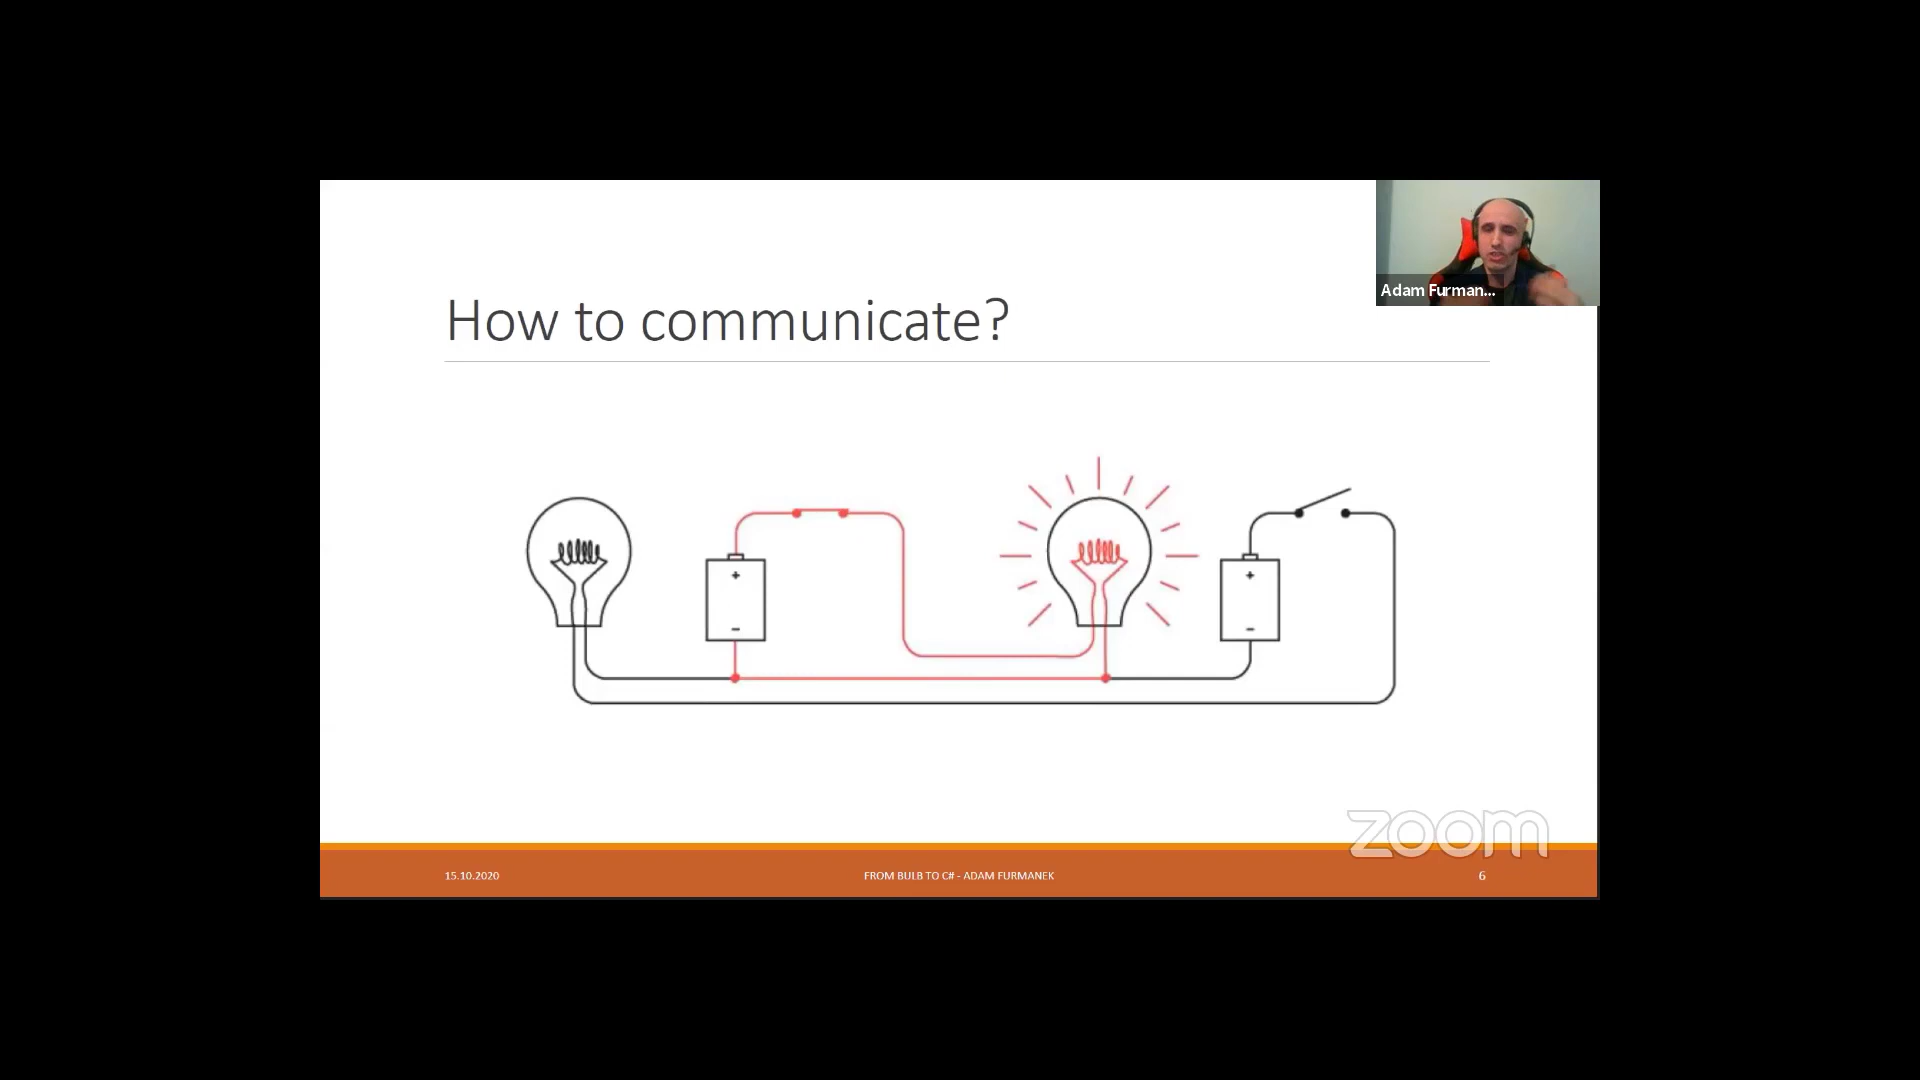 Adam Furman...
How to communicate?
+
−
+
−
zoom
15.10.2020
FROM BULB TO C# - ADAM FURMANEK
6